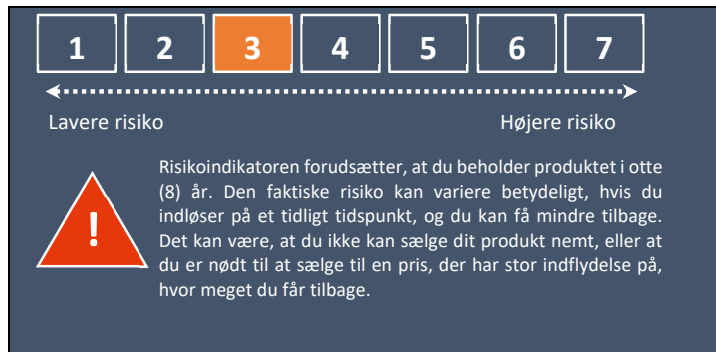 1 2 3 4 5 6 7
Lavere risiko Højere risiko
Risikoindikatoren forudsætter, at du beholder produktet i otte
(8) år. Den faktiske risiko kan variere betydeligt, hvis du
indløser på et tidligt tidspunkt, og du kan få mindre tilbage.
Det kan være, at du ikke kan sælge dit produkt nemt, eller at
du er nødt til at sælge til en pris, der har stor indflydelse på,
hvor meget du får tilbage.
!